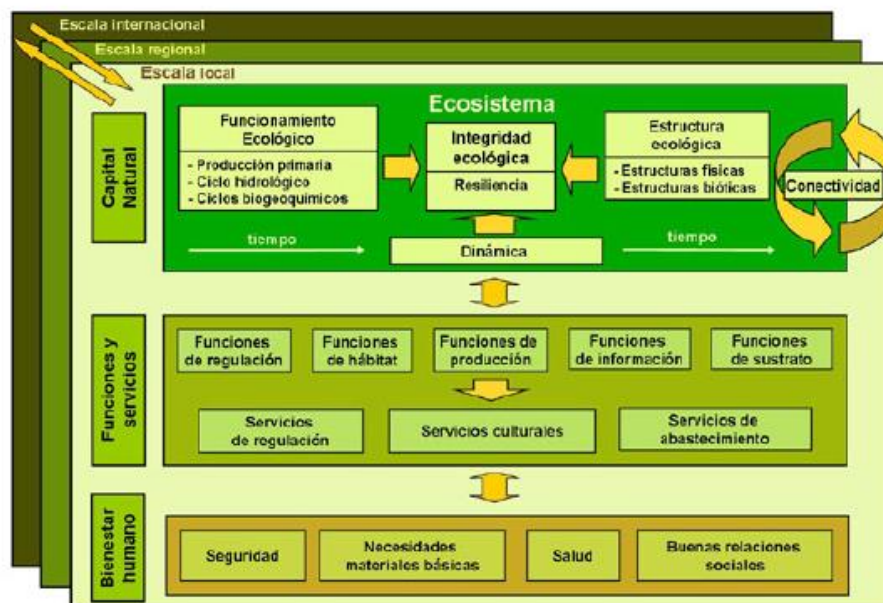 Escala internacional
Escala regional
Escala local
Capital
Natural
Ecosistema
Funcionamiento
Ecológico
- Producción primaria
- Ciclo hidrológico
- Ciclos biogeoquímicos
Integridad
ecológica
Resiliencia
Estructura
ecológica
- Estructuras físicas
- Estructuras bióticas
Conectividad
tiempo
Dinámica
tiempo
Funciones y
servicios
Funciones
de regulación
Funciones
de hábitat
Funciones de
producción
Funciones
de información
Funciones
de sustrato
Servicios
de regulación
Servicios culturales
Servicios de
abastecimiento
Bienestar
humano
Seguridad
Necesidades
materiales básicas
Salud
Buenas relaciones
sociales